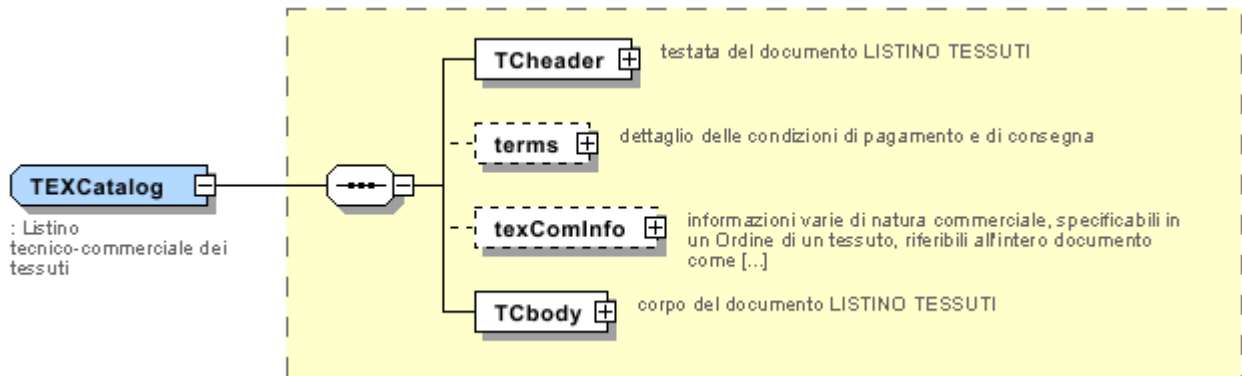 TCheader
testata del documento LISTINO TESSUTI
terms
dettaglio delle condizioni di pagamento e di consegna
TEXCatalog
: Listino
tecnico-commerciale dei
tessuti
texComInfo
informazioni varie di natura commerciale, specificabili in
un Ordine di un tessuto, riferibili all'intero documento
come [...]
TCbody
corpo del documento LISTINO TESSUTI